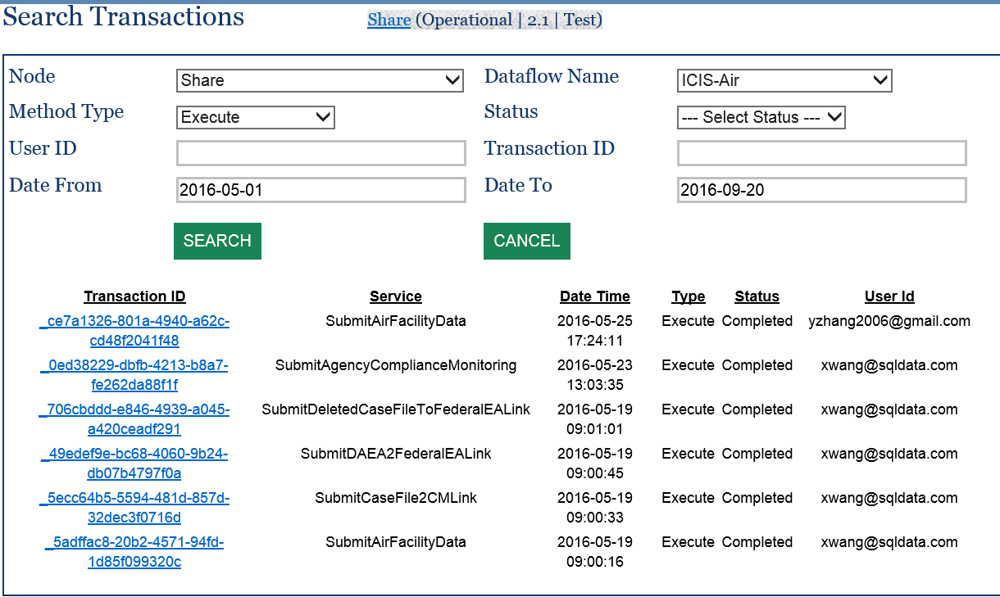 Search Transactions Share (Operational | 2.1 | Test)
Node Share Dataflow Name ICIS-Air
Method Type Execute Status --- Select Status ---
User ID Transaction ID
Date From 2016-05-01 Date To 2016-09-20
SEARCH CANCEL
Transaction ID Service Date Time Type Status User Id
_ce7a1326-801a-4940-a62c- SubmitAirFacilityData 2016-05-25 Execute Completed yzhang2006@gmail.com
cd48f2041f48 17:24:11
_0ed38229-dbfb-4213-b8a7- SubmitAgencyComplianceMonitoring 2016-05-23 Execute Completed xwang@sqldata.com
fe262da88f1f 13:03:35
_706cbddd-e846-4939-a045- SubmitDeletedCaseFileToFederalEALink 2016-05-19 Execute Completed xwang@sqldata.com
a420ceadf291 09:01:01
_49edef9e-bc68-4060-9b24- SubmitDAEA2FederalEALink 2016-05-19 Execute Completed xwang@sqldata.com
db07b4797f0a 09:00:45
_5ecc64b5-5594-481d-857d- SubmitCaseFile2CMLink 2016-05-19 Execute Completed xwang@sqldata.com
32dec3f0716d 09:00:33
_5adffac8-20b2-4571-94fd- SubmitAirFacilityData 2016-05-19 Execute Completed xwang@sqldata.com
1d85f099320c 09:00:16